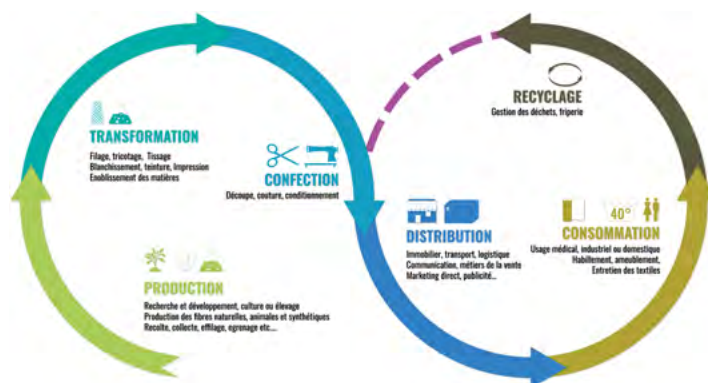 TRANSFORMATION
Filage, tricotage, Tissage
Blanchissement, teinture, Impression
Enoblissement des matières
CONFECTION
Découpe, couture, conditionnement
PRODUCTION
Recherche et développement, culture ou élevage
Production des fibres naturelles, animales et synthétiques
Recolte, collecte, effilage, egrenage etc....
RECYCLAGE
Gestion des déchets, friperie
DISTRIBUTION
Immobilier, transport, logistique
Communication, métiers de la vente
Marketing direct, publicité...
40°
CONSOMMATION
Usage médical, industriel ou domestique
Habillement, ameublement,
Entretien des textiles